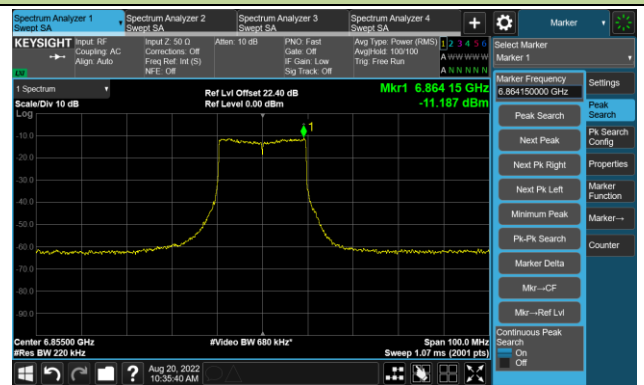 Spectrum Analyzer 1
Swept SA
Spectrum Analyzer 2
Swept SA
Spectrum Analyzer 3
Swept SA
Spectrum Analyzer 4
Swept SA
Marker
KEYSIGHT
Input: RF
Coupling: AC
Align: Auto
Input Z: 50 Ω
Corrections: Off
Freq Ref: Int (S)
NFE: Off
Atten: 10 dB
PNO: Fast
Gate: Off
IF Gain: Low
Sig Track: Off
Avg Type: Power (RMS)
Avg|Hold: 100/100
Trig: Free Run
1 2 3 4 5 6
A W W W W W
A N N N N N
LXI
1 Spectrum
Scale/Div 10 dB
Log
Ref Lvl Offset 22.40 dB
Ref Level 0.00 dBm
Mkr1 6.864 15 GHz
-11.187 dBm
1
-10.0
-20.0
-30.0
-40.0
-50.0
-60.0
-70.0
-80.0
-90.0
Center 6.85500 GHz
#Res BW 220 kHz
#Video BW 680 kHz*
Span 100.0 MHz
Sweep 1.07 ms (2001 pts)
Select Marker
Marker 1
Marker Frequency
6.864150000 GHz
Peak Search
Next Peak
Next Pk Right
Next Pk Left
Minimum Peak
Pk-Pk Search
Marker Delta
Mkr→CF
Mkr→Ref Lvl
Continuous Peak
Search
On
Off
Settings
Peak
Search
Pk Search
Config
Properties
Marker
Function
Marker→
Counter
?
Aug 20, 2022
10:35:40 AM